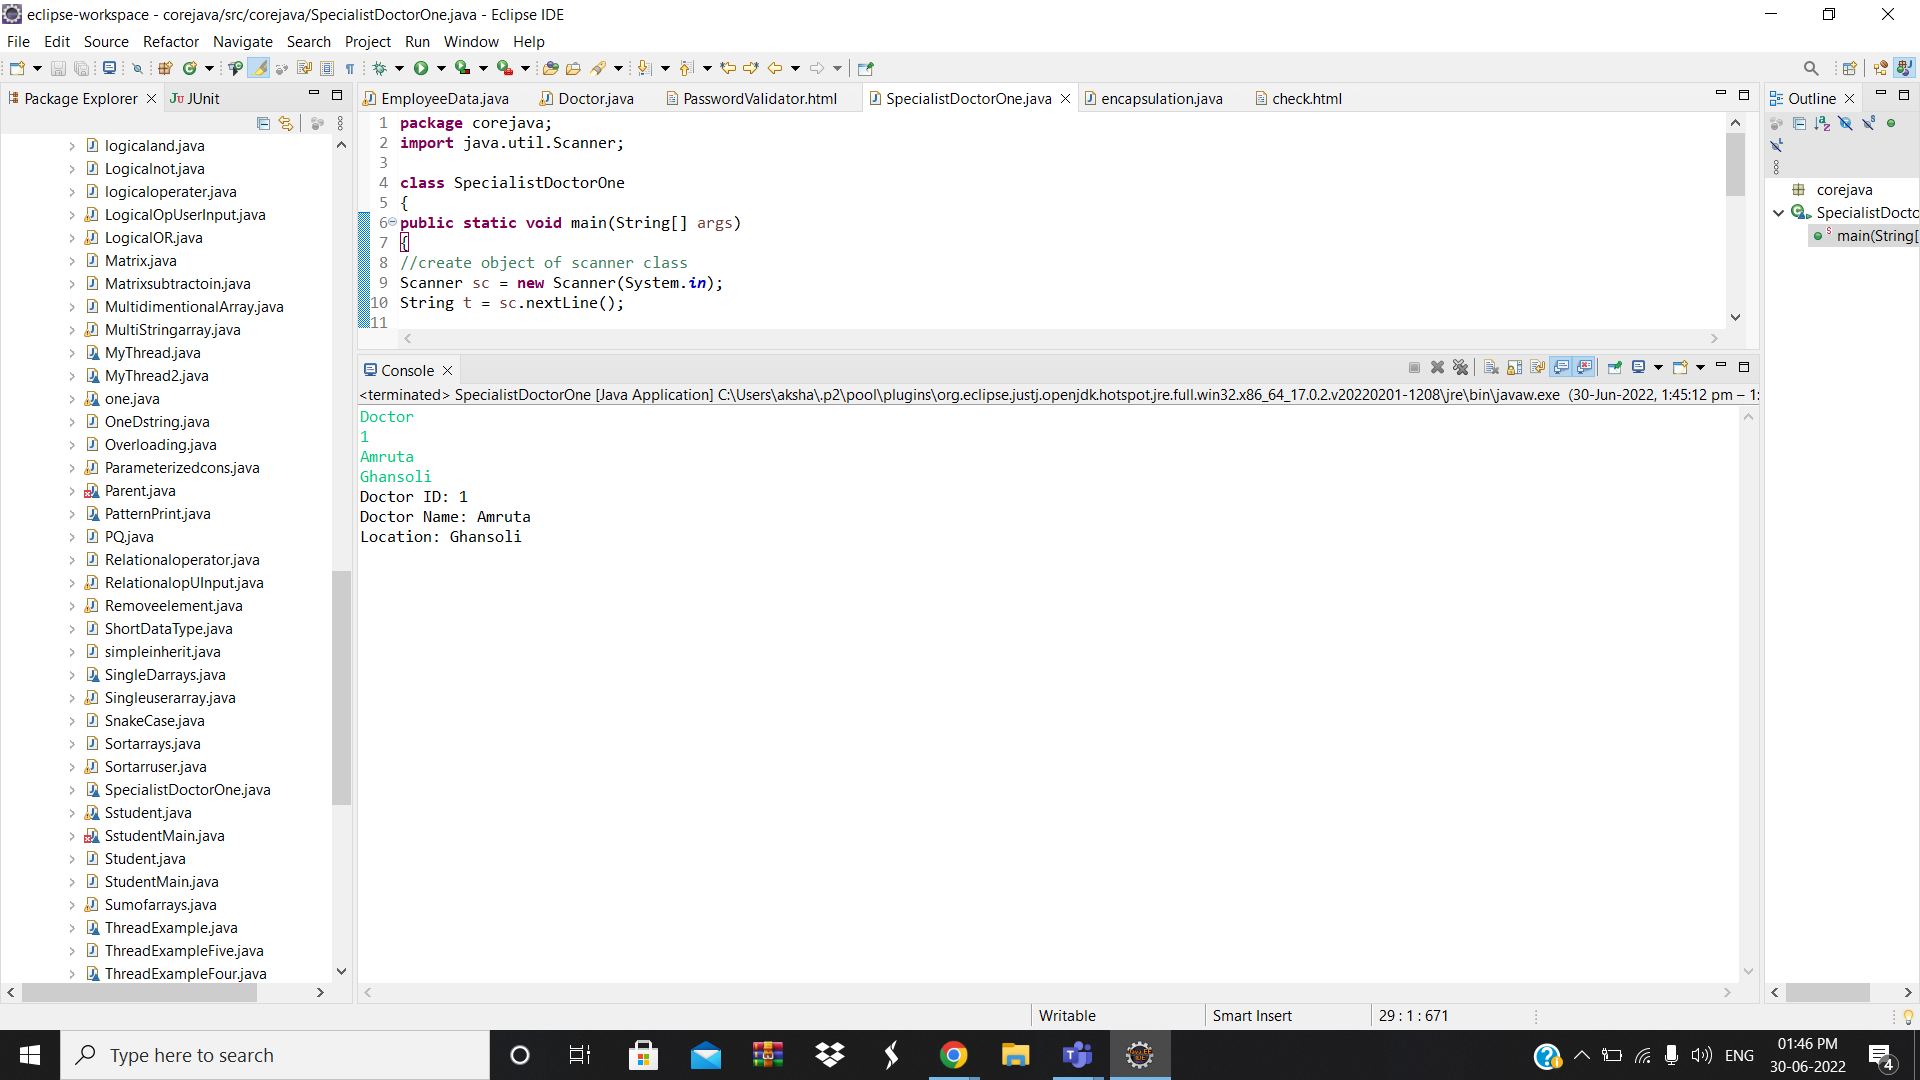 eclipse-workspace - corejava/src/corejava/SpecialistDoctorOne.java - Eclipse IDE
File Edit Source Refactor Navigate Search Project Run Window Help
Package Explorer
JUnit
logicaland.java
Logicalnot.java
logicaloperater.java
LogicalOpUserInput.java
LogicalOR.java
Matrix.java
Matrixsubtractoin.java
MultidimentionalArray.java
MultiStringarray.java
MyThread.java
MyThread2.java
one.java
OneDstring.java
Overloading.java
Parameterizedcons.java
Parent.java
PatternPrint.java
PQ.java
Relationaloperator.java
RelationalopUInput.java
Removeelement.java
ShortDataType.java
simpleinherit.java
SingleDarrays.java
Singleuserarray.java
SnakeCase.java
Sortarrays.java
Sortarruser.java
SpecialistDoctorOne.java
Sstudent.java
SstudentMain.java
Student.java
StudentMain.java
Sumofarrays.java
ThreadExample.java
ThreadExampleFive.java
ThreadExampleFour.java
EmployeeData.java
Doctor.java
PasswordValidator.html
SpecialistDoctorOne.java
encapsulation.java
check.html
1 package corejava;
2 import java.util.Scanner;
3
4 class SpecialistDoctorOne
5 {
6 public static void main(String[] args)
7 {
8 //create object of scanner class
9 Scanner sc = new Scanner(System.in);
10 String t = sc.nextLine();
11
Console
<terminated> SpecialistDoctorOne [Java Application] C:\Users\aksha\.p2\pool\plugins\org.eclipse.justj.openjdk.hotspot.jre.full.win32.x86_64_17.0.2.v20220201-1208\jre\bin\javaw.exe (30-Jun-2022, 1:45:12 pm – 1:
Doctor
1
Amruta
Ghansoli
Doctor ID: 1
Doctor Name: Amruta
Location: Ghansoli
Outline
corejava
SpecialistDocto
main(String[
Writable
Smart Insert
29 : 1 : 671
Type here to search
ENG
01:46 PM
30-06-2022
4